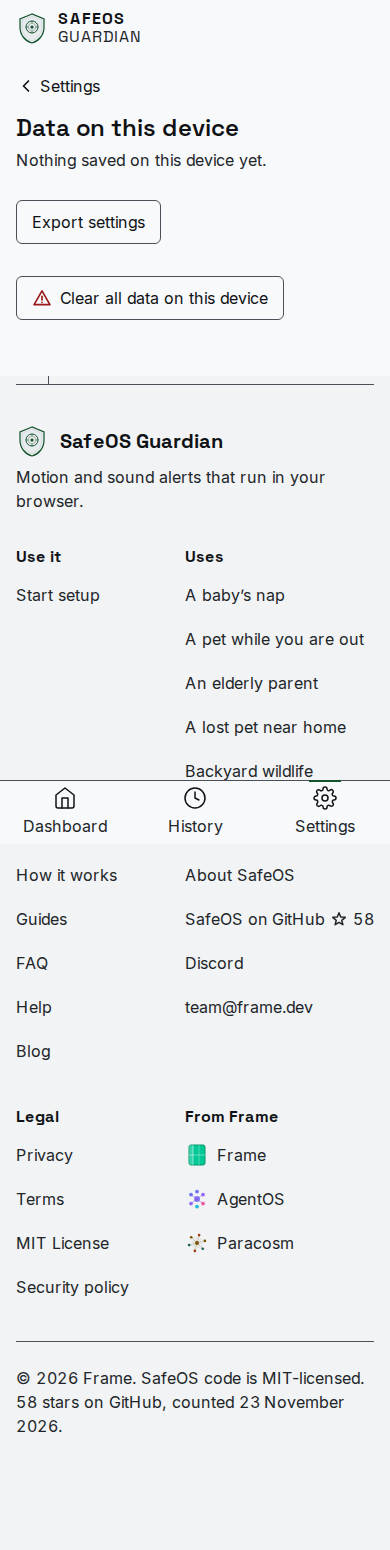 SAFEOS
GUARDIAN
Settings
Data on this device
Nothing saved on this device yet.
Export settings
Clear all data on this device
SafeOS Guardian
Motion and sound alerts that run in your
browser.
Use it
Start setup
Uses
A baby’s nap
A pet while you are out
An elderly parent
A lost pet near home
Backyard wildlife
Dashboard
History
Settings
How it works
Guides
FAQ
Help
Blog
About SafeOS
SafeOS on GitHub ☆ 58
Discord
team@frame.dev
Legal
Privacy
Terms
MIT License
Security policy
From Frame
Frame
AgentOS
Paracosm
© 2026 Frame. SafeOS code is MIT-licensed.
58 stars on GitHub, counted 23 November
2026.